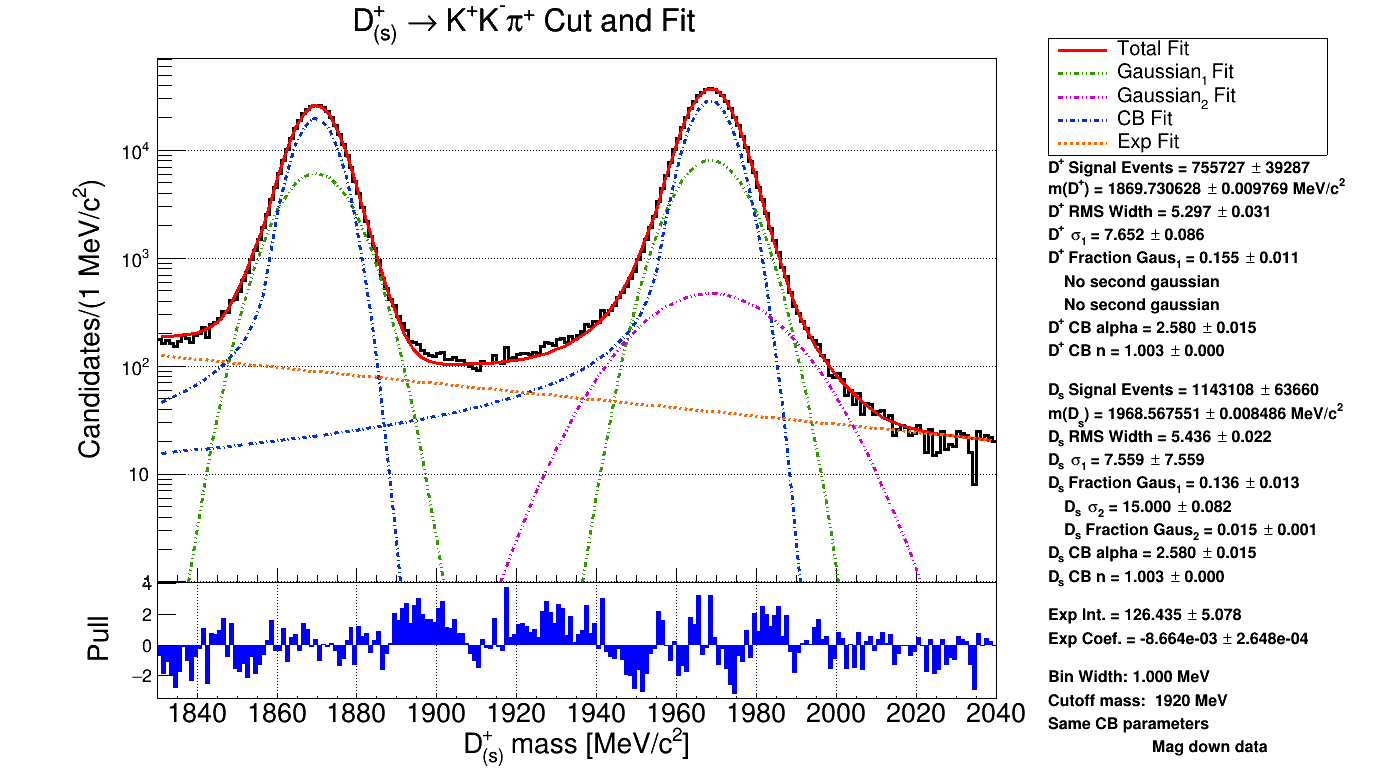 D⁺₍ₛ₎ → K⁺K⁻π⁺ Cut and Fit
Candidates/(1 MeV/c²)
10⁴
10³
10²
10
1
Total Fit
Gaussian₁ Fit
Gaussian₂ Fit
CB Fit
Exp Fit
D⁺ Signal Events = 755727 ± 39287
m(D⁺) = 1869.730628 ± 0.009769 MeV/c²
D⁺ RMS Width = 5.297 ± 0.031
D⁺ σ₁ = 7.652 ± 0.086
D⁺ Fraction Gaus₁ = 0.155 ± 0.011
No second gaussian
No second gaussian
D⁺ CB alpha = 2.580 ± 0.015
D⁺ CB n = 1.003 ± 0.000
Dₛ Signal Events = 1143108 ± 63660
m(Dₛ) = 1968.567551 ± 0.008486 MeV/c²
Dₛ RMS Width = 5.436 ± 0.022
Dₛ σ₁ = 7.559 ± 7.559
Dₛ Fraction Gaus₁ = 0.136 ± 0.013
Dₛ σ₂ = 15.000 ± 0.082
Dₛ Fraction Gaus₂ = 0.015 ± 0.001
Dₛ CB alpha = 2.580 ± 0.015
Dₛ CB n = 1.003 ± 0.000
Exp Int. = 126.435 ± 5.078
Exp Coef. = -8.664e-03 ± 2.648e-04
Bin Width: 1.000 MeV
Cutoff mass: 1920 MeV
Same CB parameters
Mag down data
Pull
4
2
0
−2
1840 1860 1880 1900 1920 1940 1960 1980 2000 2020 2040
D⁺₍ₛ₎ mass [MeV/c²]